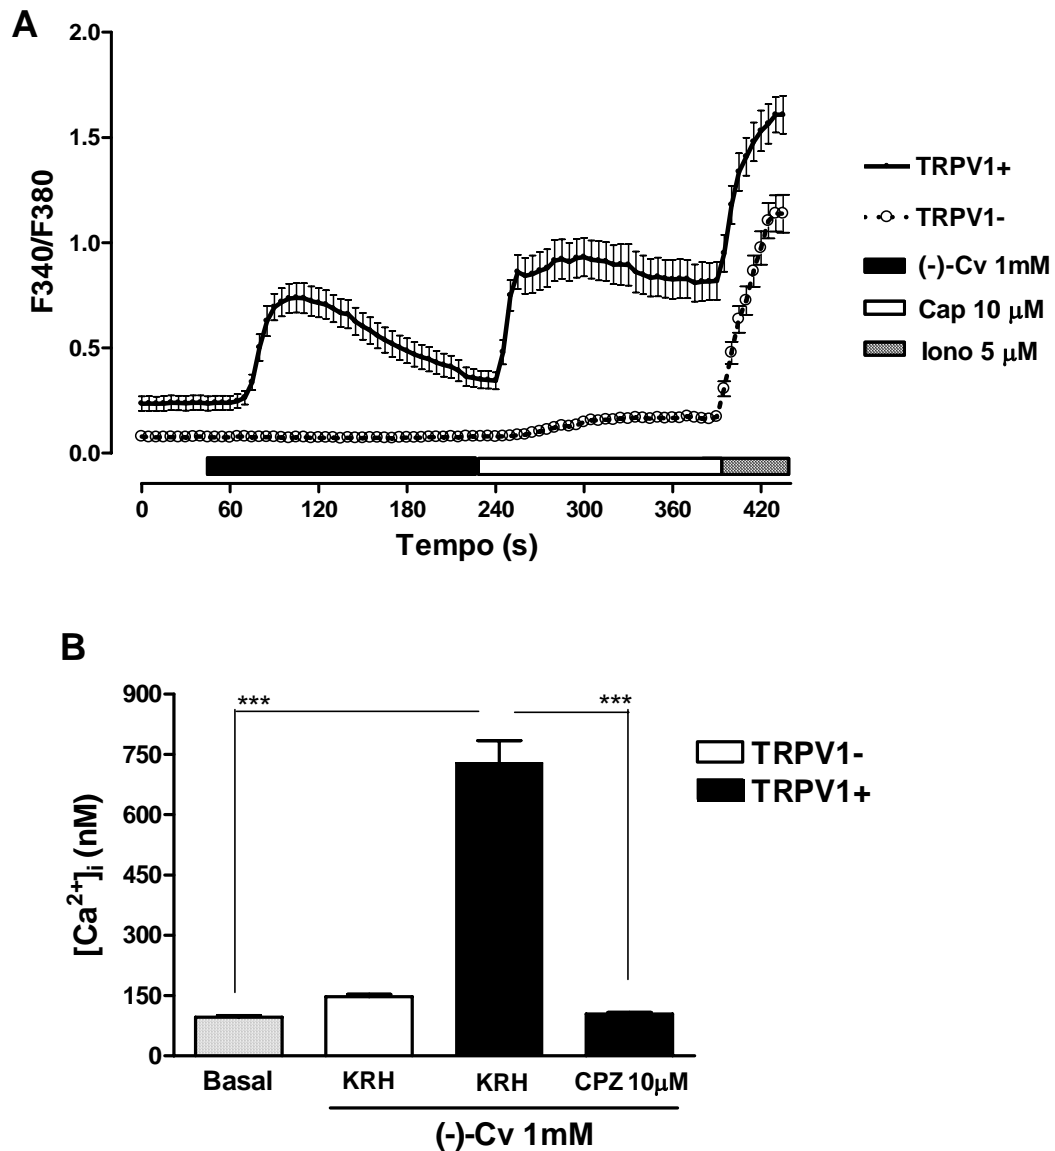 A
2.0
1.5
1.0
0.5
0.0
F340/F380
0 60 120 180 240 300 360 420
Tempo (s)
TRPV1+
TRPV1-
(-)-Cv 1mM
Cap 10 μM
Iono 5 μM
B
900
750
600
450
300
150
0
[Ca2+]i (nM)
*** ***
TRPV1-
TRPV1+
Basal KRH KRH CPZ 10μM
(-)-Cv 1mM